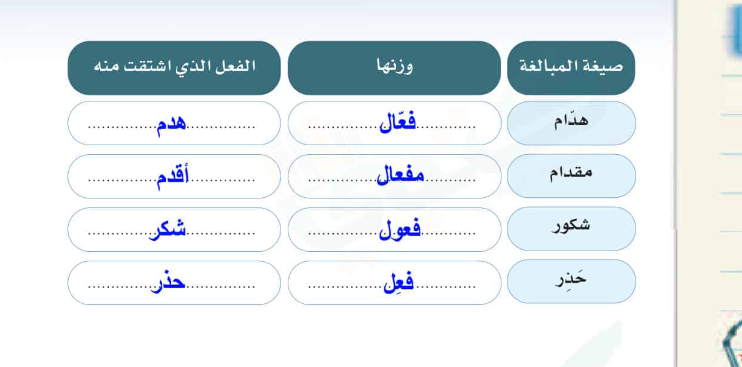 صيغة المبالغة وزنها الفعل الذي اشتقت منه
هدّام فعّال هدم
مقدام مفعال أقدم
شكور فعول شكر
حَذِر فعِل حذر